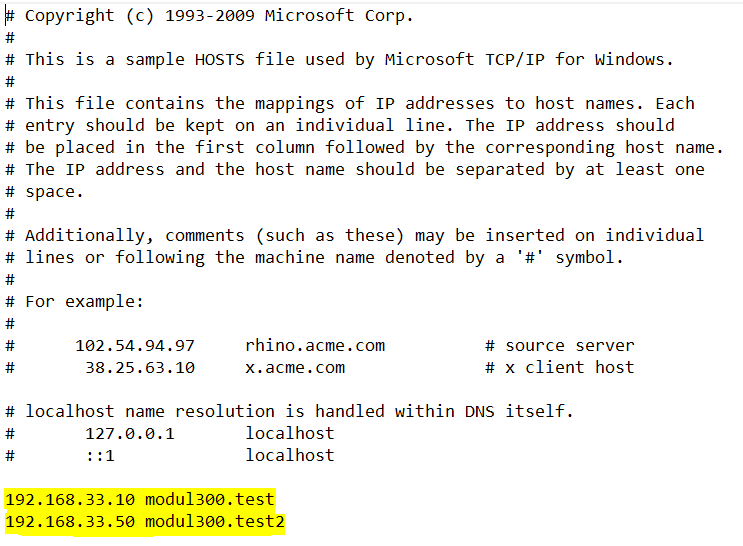 # Copyright (c) 1993-2009 Microsoft Corp.
#
# This is a sample HOSTS file used by Microsoft TCP/IP for Windows.
#
# This file contains the mappings of IP addresses to host names. Each
# entry should be kept on an individual line. The IP address should
# be placed in the first column followed by the corresponding host name.
# The IP address and the host name should be separated by at least one
# space.
#
# Additionally, comments (such as these) may be inserted on individual
# lines or following the machine name denoted by a '#' symbol.
#
# For example:
#
#      102.54.94.97     rhino.acme.com          # source server
#       38.25.63.10     x.acme.com              # x client host

# localhost name resolution is handled within DNS itself.
#       127.0.0.1       localhost
#       ::1             localhost

192.168.33.10 modul300.test
192.168.33.50 modul300.test2